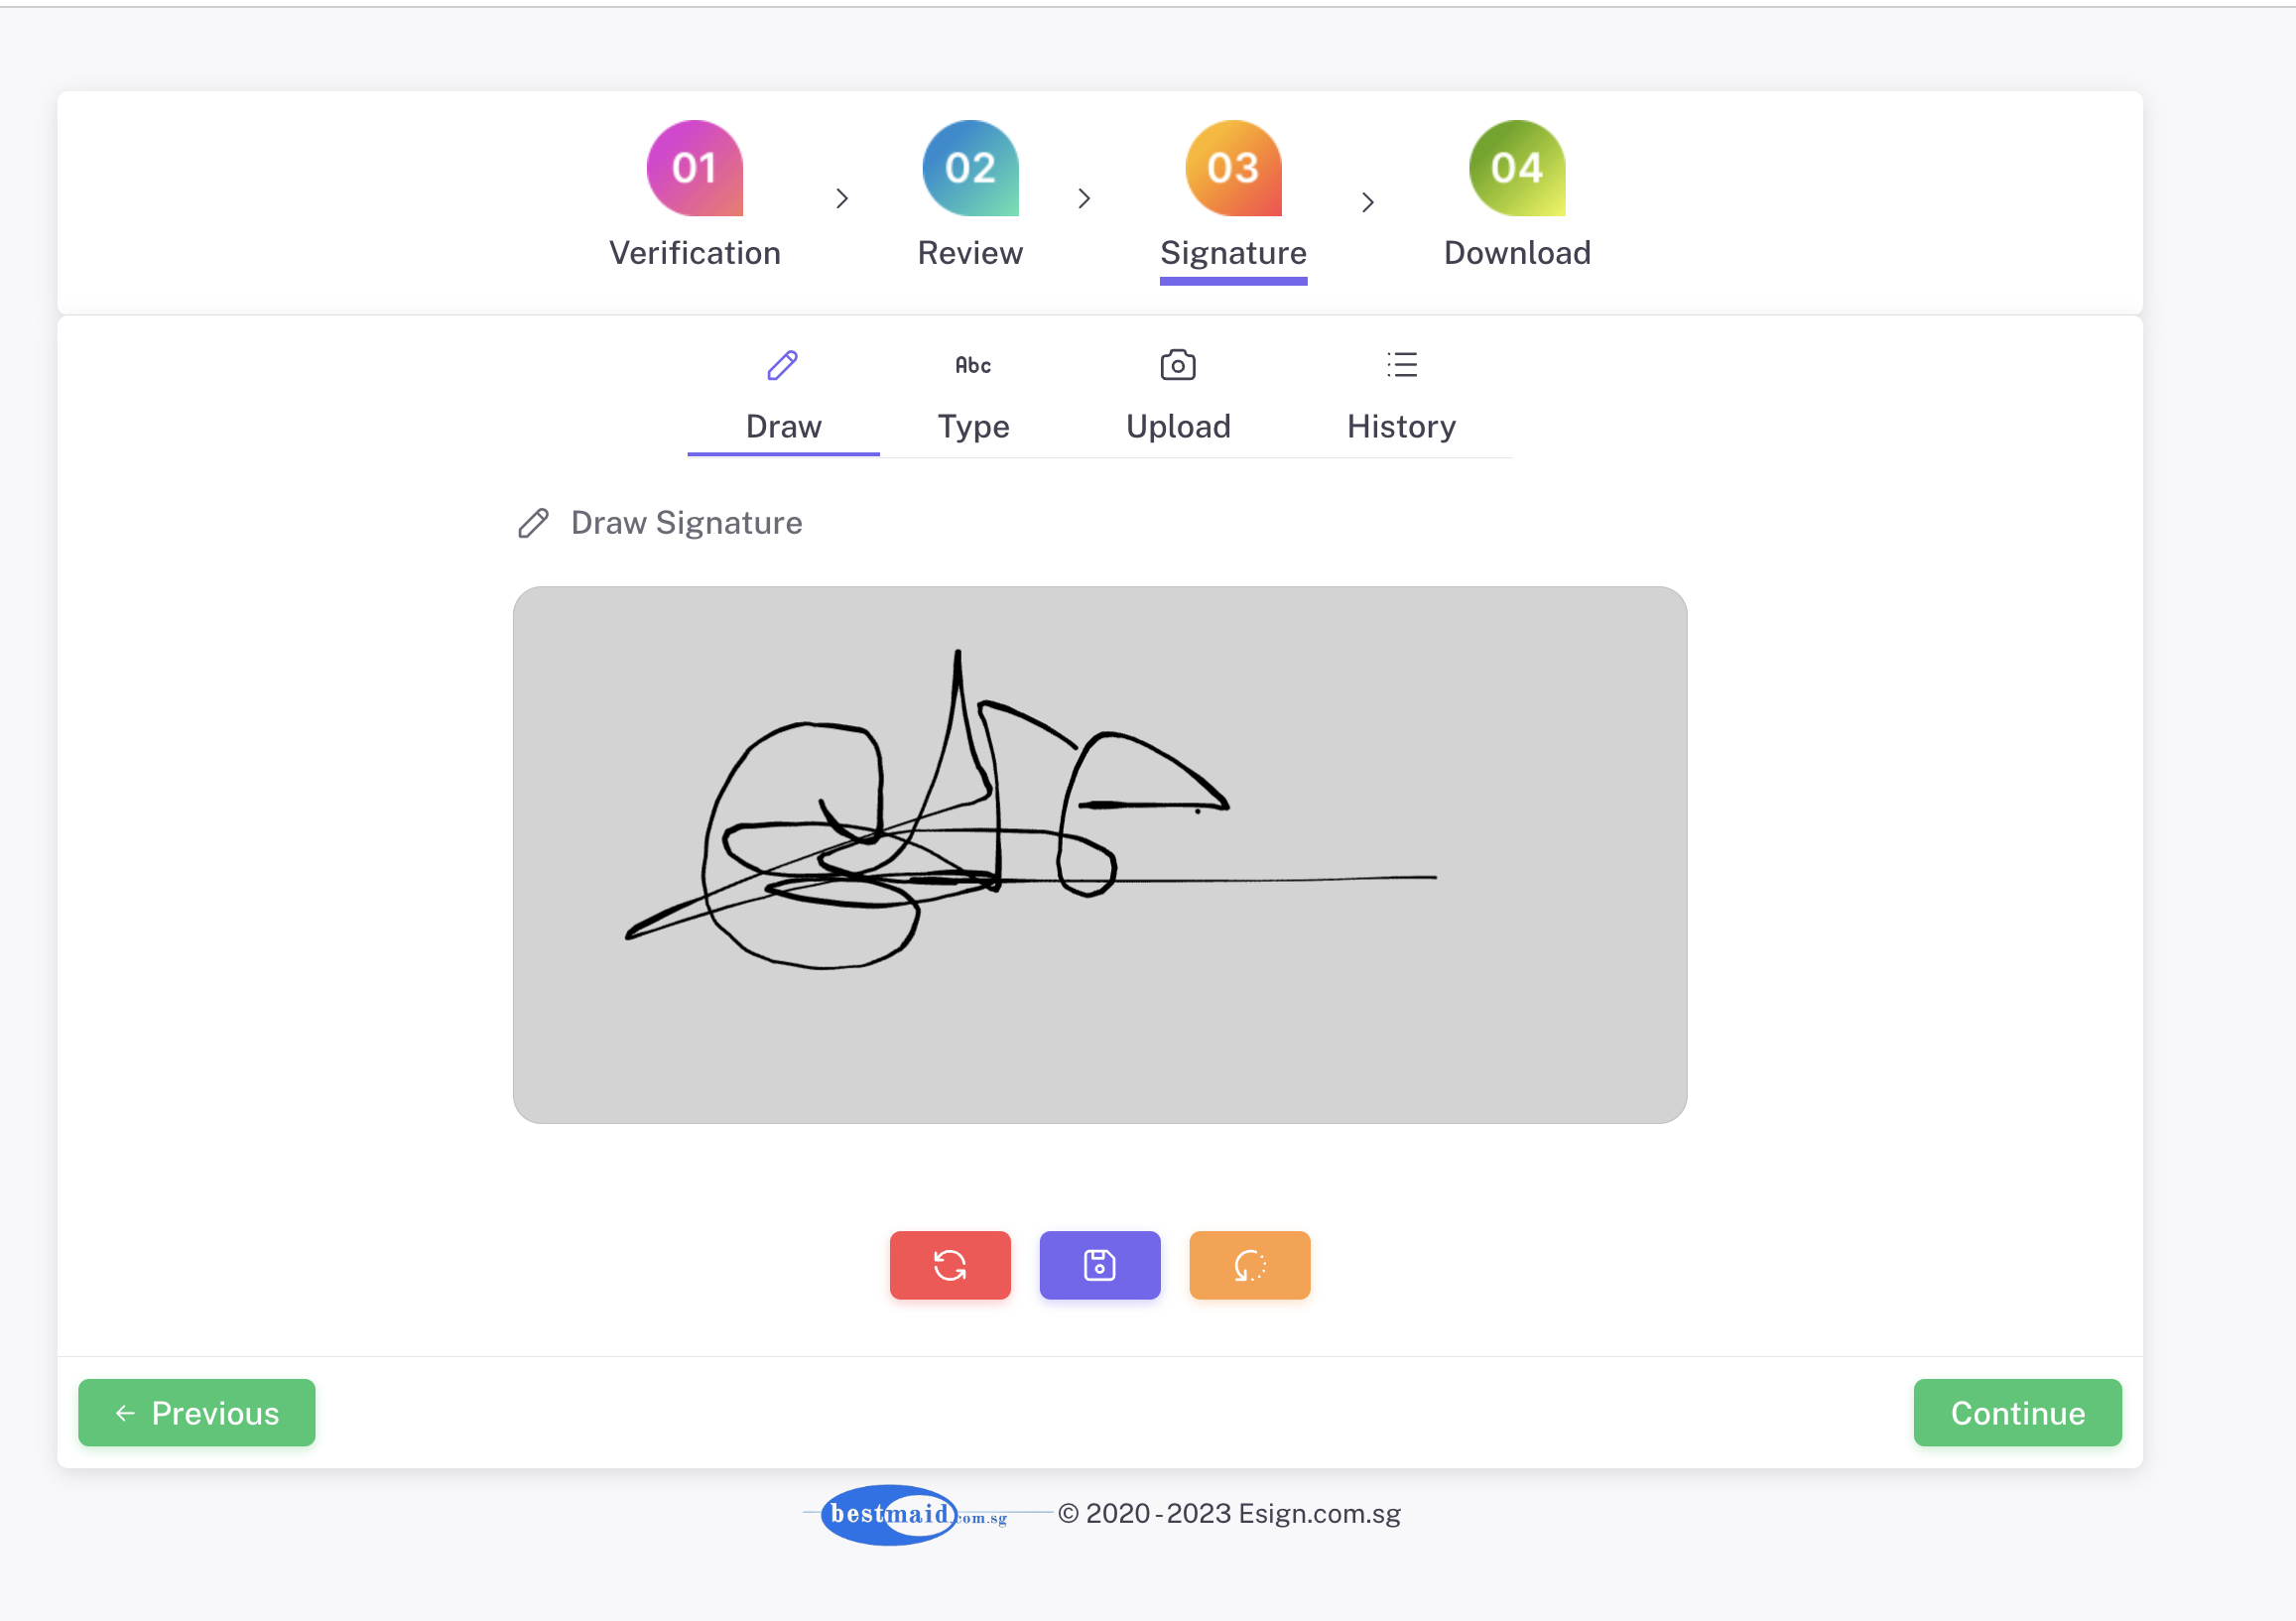 01 02 03 04
Verification Review Signature Download
Abc
Draw Type Upload History
Draw Signature
Previous Continue
bestmaid.com.sg © 2020 - 2023 Esign.com.sg